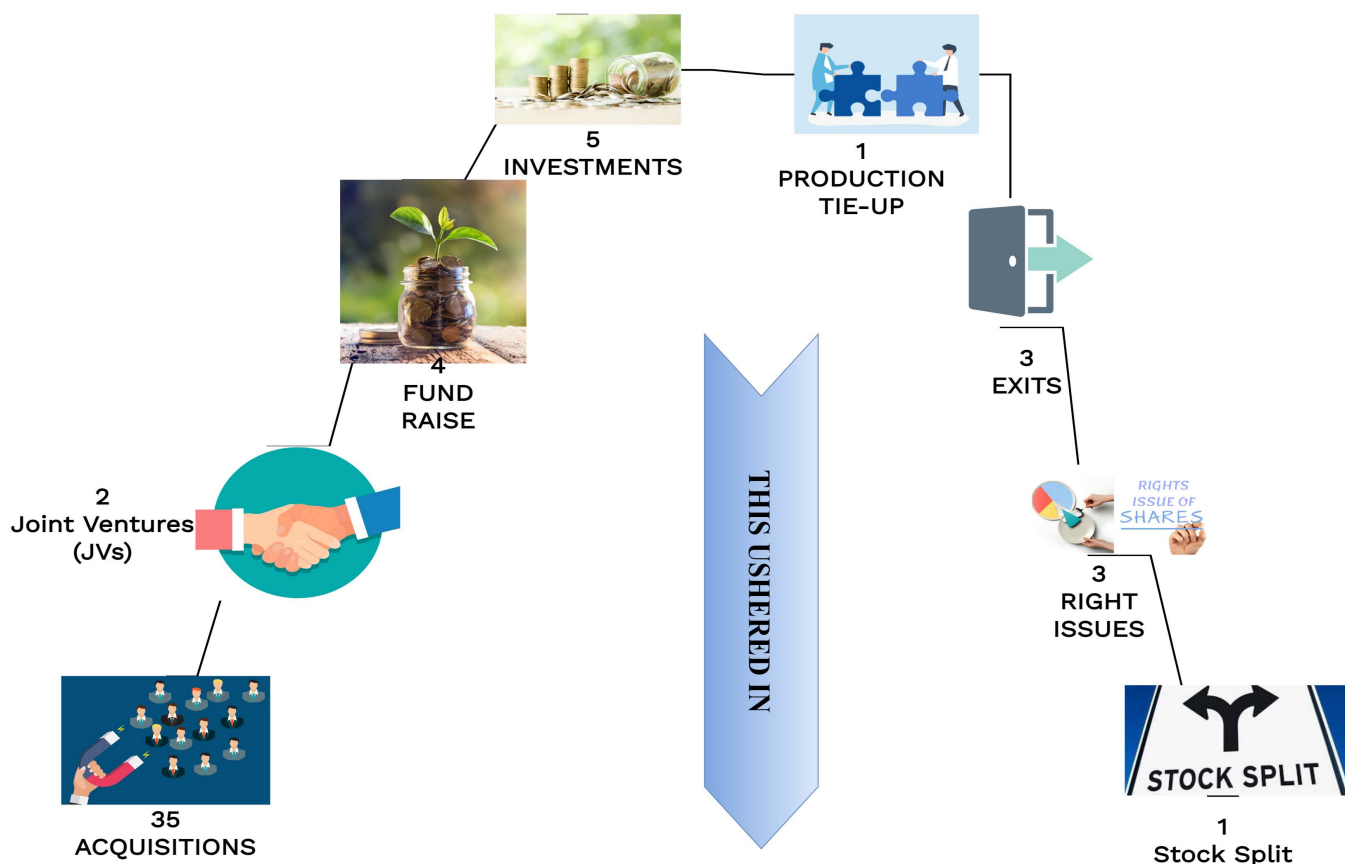 5
INVESTMENTS
1
PRODUCTION
TIE-UP
4
FUND
RAISE
3
EXITS
2
Joint Ventures
(JVs)
THIS USHERED IN
RIGHTS
ISSUE OF
SHARES
3
RIGHT
ISSUES
35
ACQUISITIONS
STOCK SPLIT
1
Stock Split